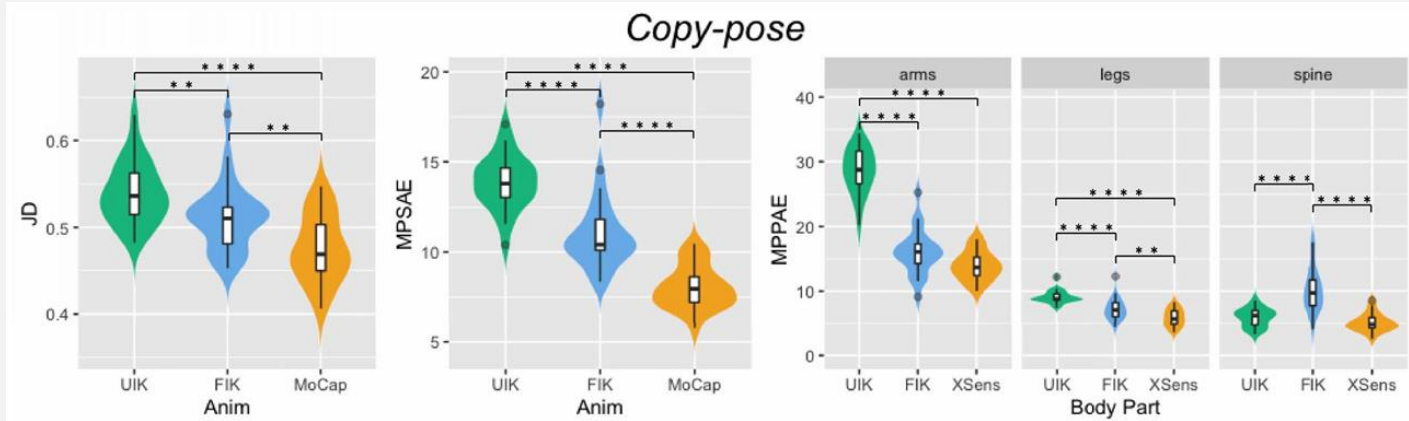 Copy-pose
JD
0.6
0.5
0.4
* * * *
* *
* *
UIK FIK MoCap
Anim
MPSAE
20
15
10
5
* * * *
* * * *
* * * *
UIK FIK MoCap
Anim
MPPAE
40
30
20
10
0
arms legs spine
* * * *
* * * *
* * * *
* * * *
* *
* * * *
* * * *
UIK FIK XSens UIK FIK XSens UIK FIK XSens
Body Part